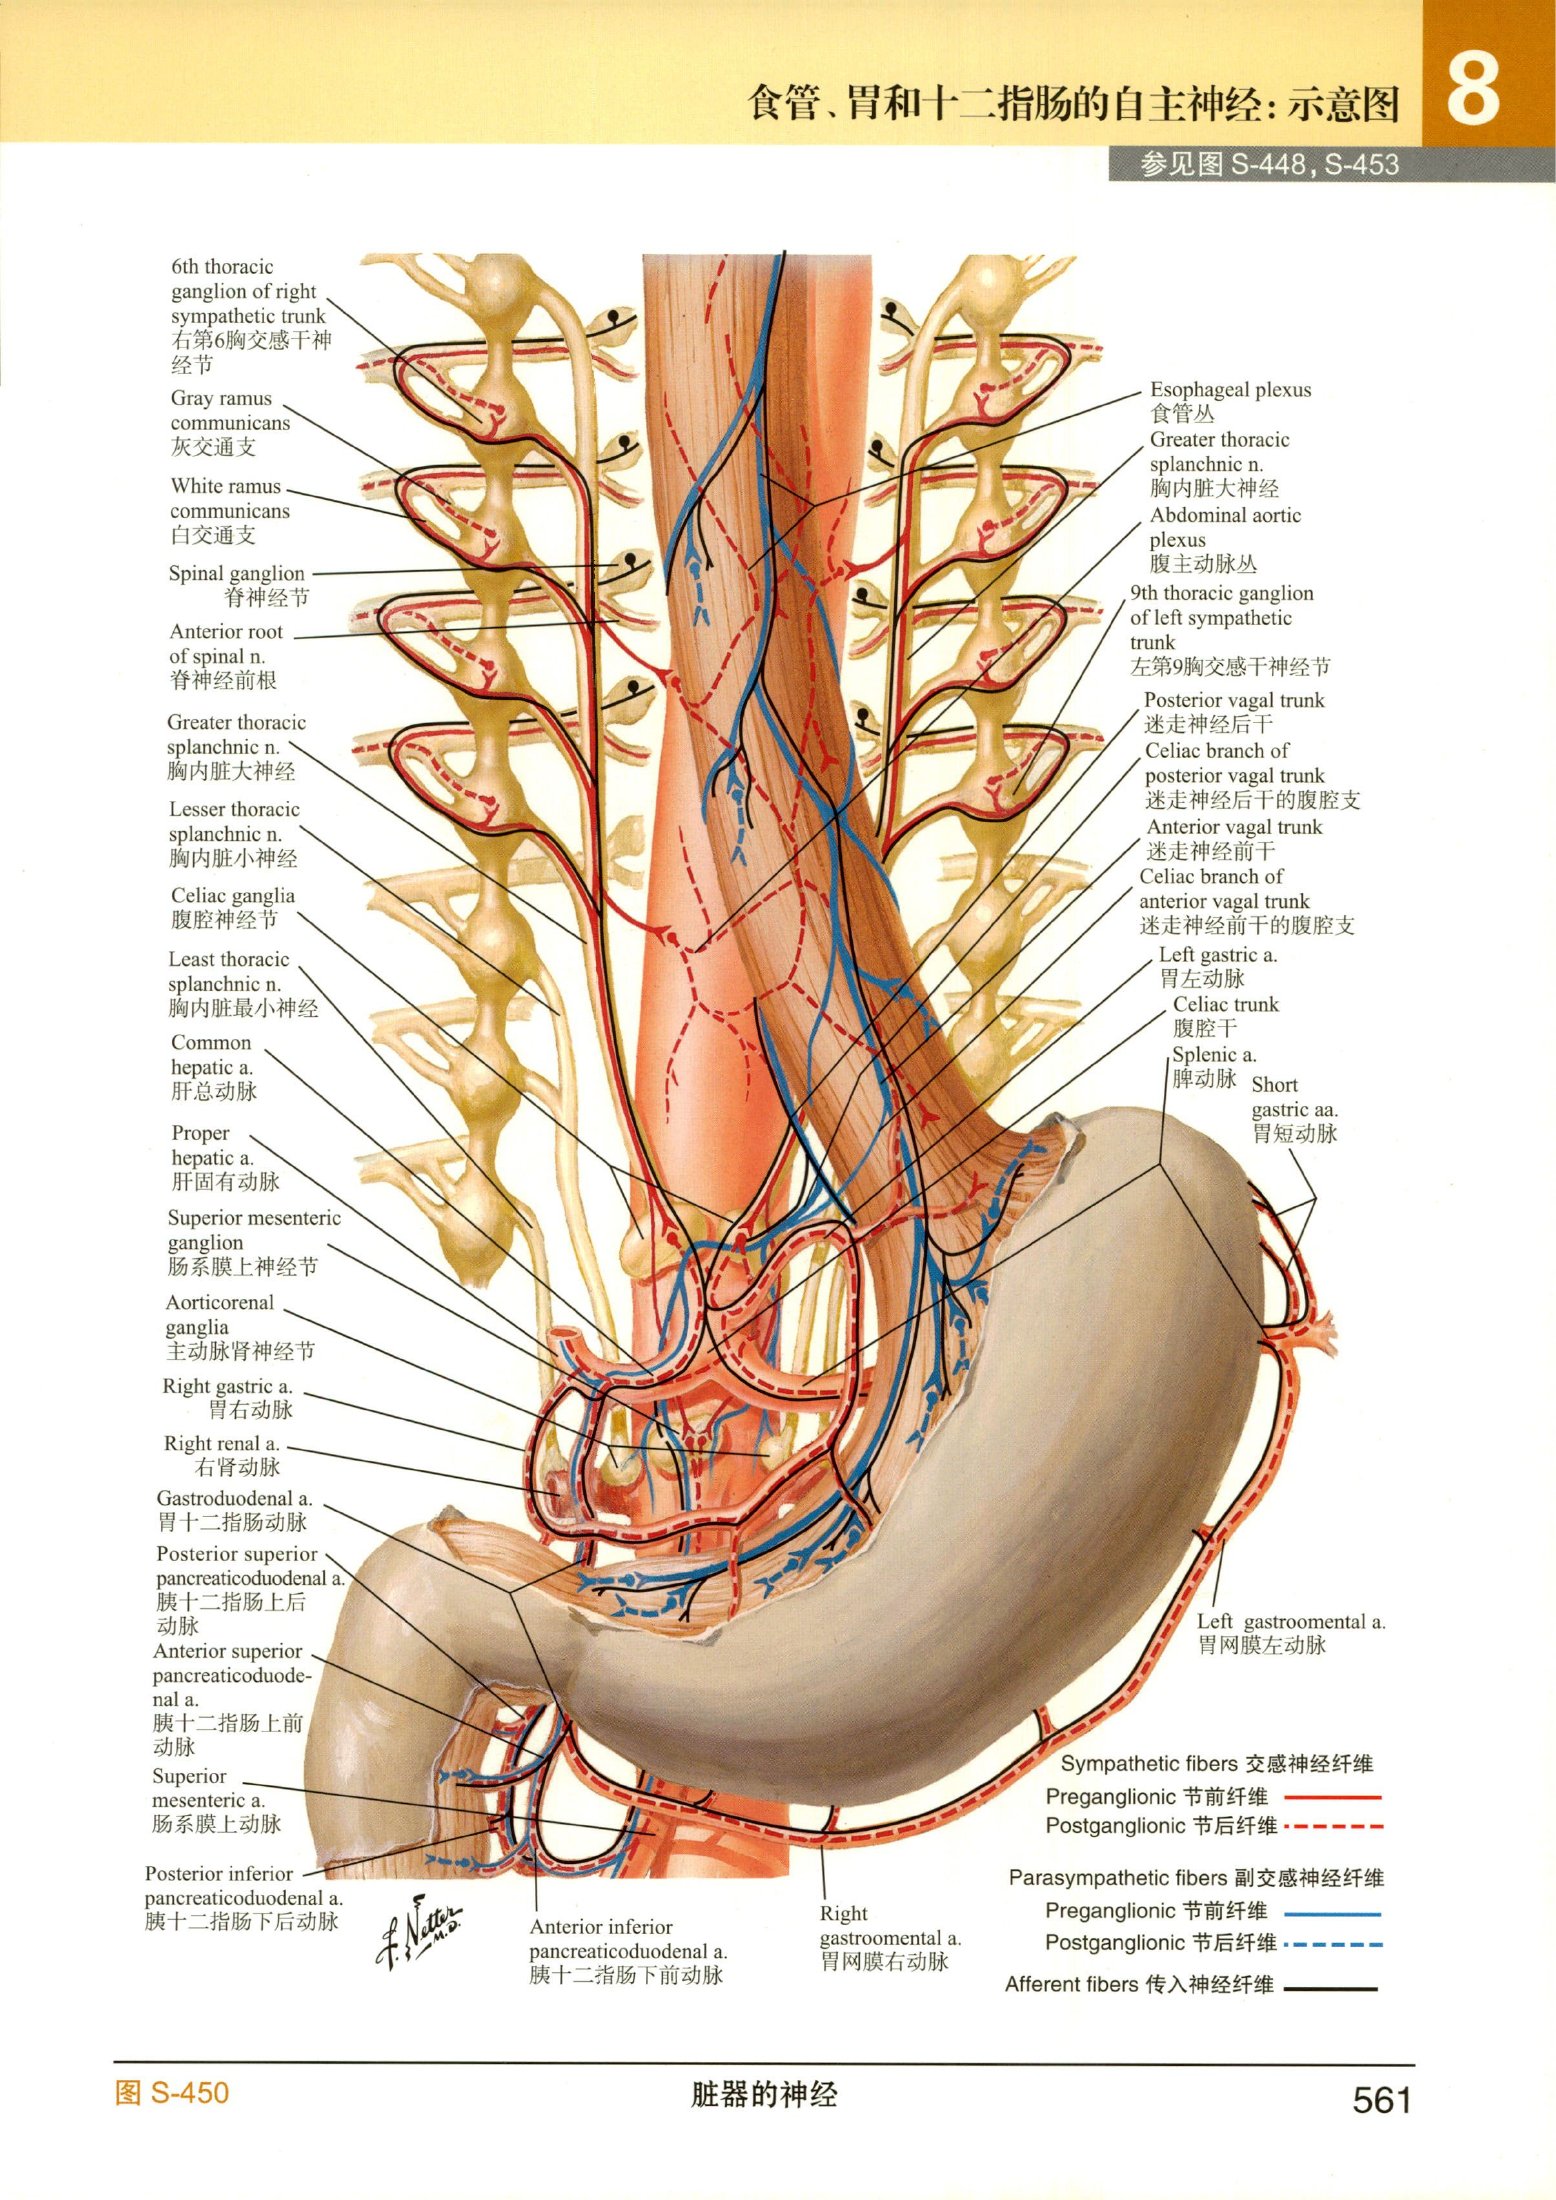 食管、胃和十二指肠的自主神经:示意图
8
参见图 S-448, S-453
6th thoracic
ganglion of right
sympathetic trunk
右第6胸交感干神
经节
Gray ramus
communicans
灰交通支
White ramus
communicans
白交通支
Spinal ganglion
脊神经节
Anterior root
of spinal n.
脊神经前根
Greater thoracic
splanchnic n.
胸内脏大神经
Lesser thoracic
splanchnic n.
胸内脏小神经
Celiac ganglia
腹腔神经节
Least thoracic
splanchnic n.
胸内脏最小神经
Common
hepatic a.
肝总动脉
Proper
hepatic a.
肝固有动脉
Superior mesenteric
ganglion
肠系膜上神经节
Aorticorenal
ganglia
主动脉肾神经节
Right gastric a.
胃右动脉
Right renal a.
右肾动脉
Gastroduodenal a.
胃十二指肠动脉
Posterior superior
pancreaticoduodenal a.
胰十二指肠上后
动脉
Anterior superior
pancreaticoduode-
nal a.
胰十二指肠上前
动脉
Superior
mesenteric a.
肠系膜上动脉
Posterior inferior
pancreaticoduodenal a.
胰十二指肠下后动脉
Esophageal plexus
食管丛
Greater thoracic
splanchnic n.
胸内脏大神经
Abdominal aortic
plexus
腹主动脉丛
9th thoracic ganglion
of left sympathetic
trunk
左第9胸交感干神经节
Posterior vagal trunk
迷走神经后干
Celiac branch of
posterior vagal trunk
迷走神经后干的腹腔支
Anterior vagal trunk
迷走神经前干
Celiac branch of
anterior vagal trunk
迷走神经前干的腹腔支
Left gastric a.
胃左动脉
Celiac trunk
腹腔干
Splenic a.
脾动脉
Short
gastric aa.
胃短动脉
Left gastroomental a.
胃网膜左动脉
F. Netter
M.D.
Anterior inferior
pancreaticoduodenal a.
胰十二指肠下前动脉
Right
gastroomental a.
胃网膜右动脉
Sympathetic fibers 交感神经纤维
Preganglionic 节前纤维
Postganglionic 节后纤维
Parasympathetic fibers 副交感神经纤维
Preganglionic 节前纤维
Postganglionic 节后纤维
Afferent fibers 传入神经纤维
图 S-450
脏器的神经
561